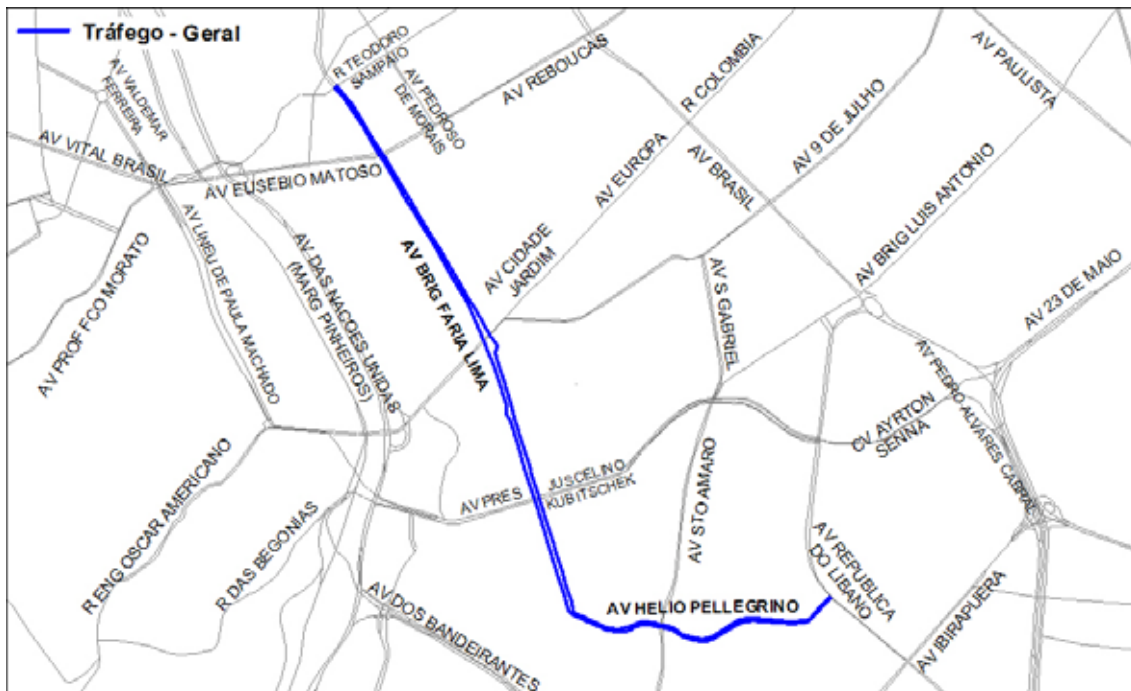 Tráfego - Geral
R TEODORO
SAMPAIO
AV PEDROSO
DE MORAIS
AV REBOUCAS
R COLOMBIA
AV PAULISTA
AV VALDEMAR
FERREIRA
AV VITAL BRASIL
AV EUSEBIO MATOSO
AV EUROPA
AV BRASIL
AV 9 DE JULHO
AV BRIG LUIS ANTONIO
AV PROF FCO MORATO
AV LINEU DE PAULA MACHADO
AV DAS NACOES UNIDAS
(MARG PINHEIROS)
AV BRIG FARIA LIMA
AV CIDADE
JARDIM
AV S GABRIEL
AV 23 DE MAIO
AV PEDRO ALVARES CABRAL
CV AYRTON
SENNA
R ENG OSCAR AMERICANO
R DAS BEGONIAS
AV PRES
JUSCELINO
KUBITSCHEK
AV STO AMARO
AV REPUBLICA
DO LIBANO
AV HELIO PELLEGRINO
AV DOS BANDEIRANTES
AV IBIRAPUERA